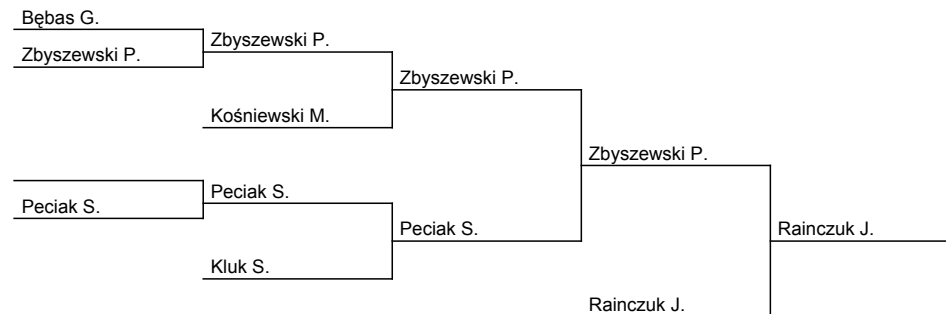 Bębas G.
Zbyszewski P.
Zbyszewski P.
Zbyszewski P.
Kośniewski M.
Zbyszewski P.
Peciak S.
Peciak S.
Peciak S.
Rainczuk J.
Kluk S.
Rainczuk J.